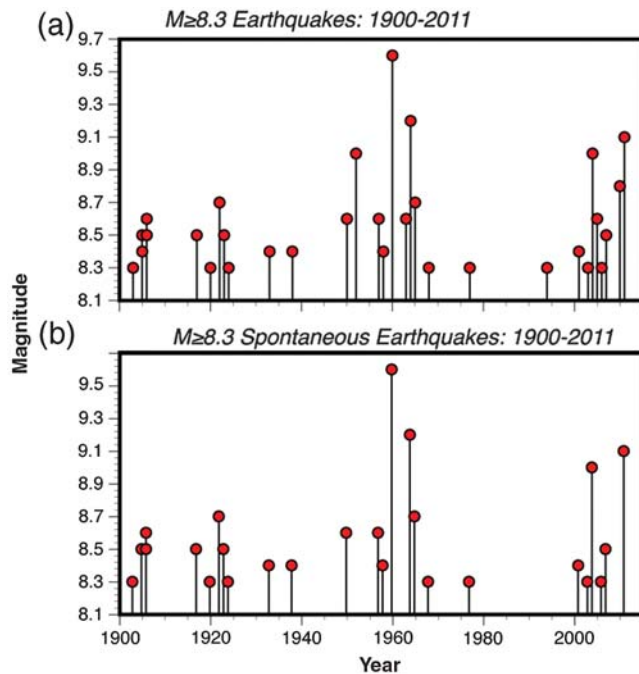 (a)
M≥8.3 Earthquakes: 1900-2011
9.7
9.5
9.3
9.1
8.9
8.7
8.5
8.3
8.1
Magnitude
(b)
M≥8.3 Spontaneous Earthquakes: 1900-2011
9.5
9.3
9.1
8.9
8.7
8.5
8.3
8.1
1900 1920 1940 1960 1980 2000
Year